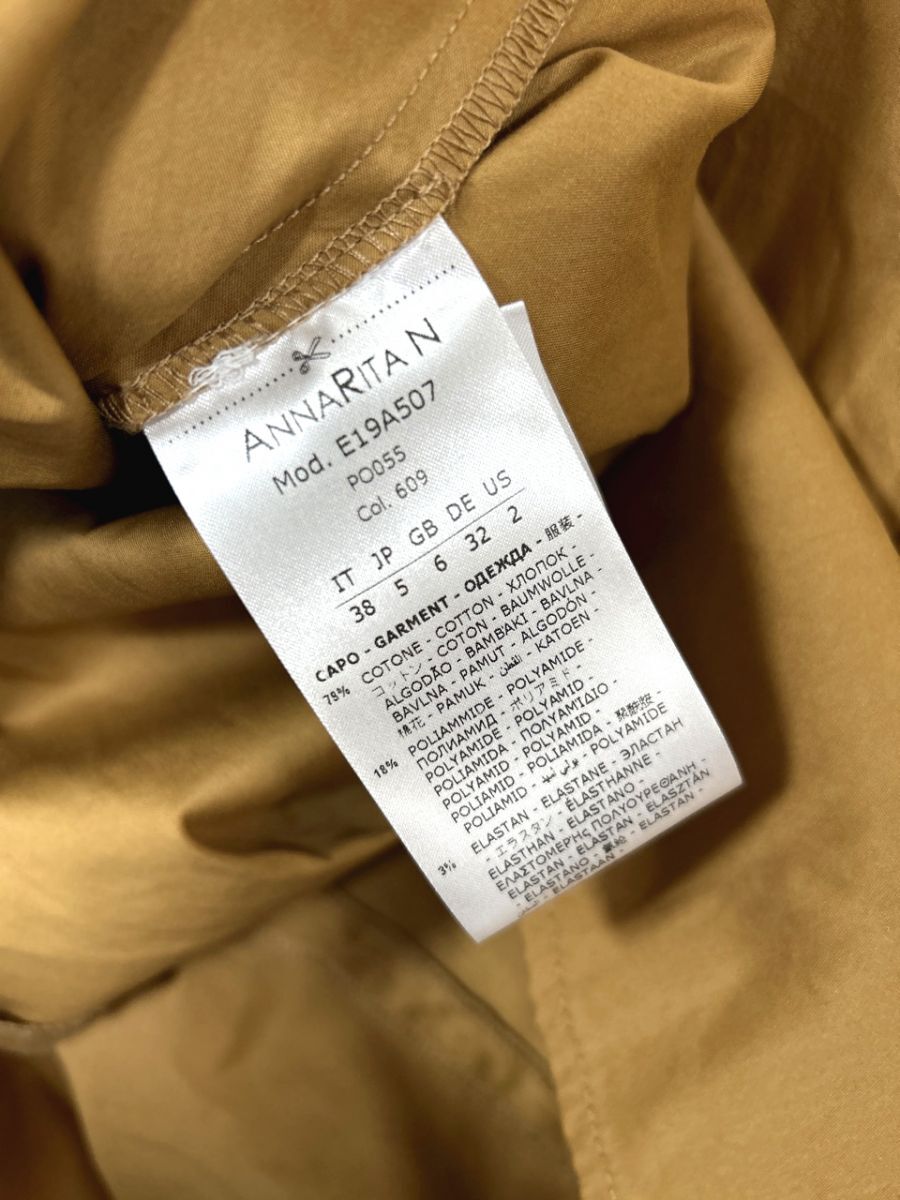 ANNARITA N
Mod. E19A507
PO055
Col. 609
IT JP GB DE US
38 5 6 32 2
CAPO - GARMENT - ОДЕЖДА - 服装 -
79% COTONE - COTTON - ХЛОПОК -
コットン - COTON - BAUMWOLLE -
ALGODÃO - ΒΑΜΒΑΚΙ - BAVLNA -
BAVLNA - PAMUT - ALGODÓN -
棉花 - PAMUK - القطن - KATOEN -
18% POLIAMMIDE - POLYAMIDE -
ПОЛИАМИД - ポリアミド -
POLYAMIDE - POLYAMID -
POLIAMIDA - ΠΟΛΥΑΜΙΔΙΟ -
POLYAMID - POLYAMID -
POLIAMID - POLIAMIDA - 聚酰胺 -
POLIAMID - - POLYAMIDE
3% ELASTAN - ELASTANE - ЭЛАСТАН
- エラスタン - ÉLASTHANNE -
ELASTHAN - ELASTANO -
ΕΛΑΣΤΟΜΕΡΗΣ ΠΟΛΥΟΥΡΕΘΑΝΗ -
ELASTAN - ELASTAN - ELASZTÁN
- ELASTANO - - ELASTAN -
- ELASTAAN -